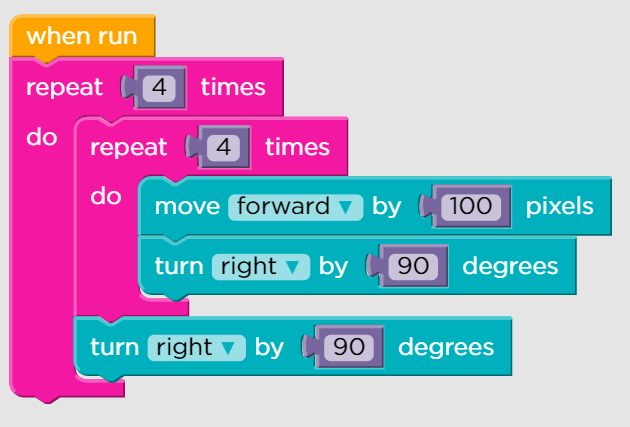 when run
repeat 4 times
do
repeat 4 times
do
move forward ▼ by 100 pixels
turn right ▼ by 90 degrees
turn right ▼ by 90 degrees